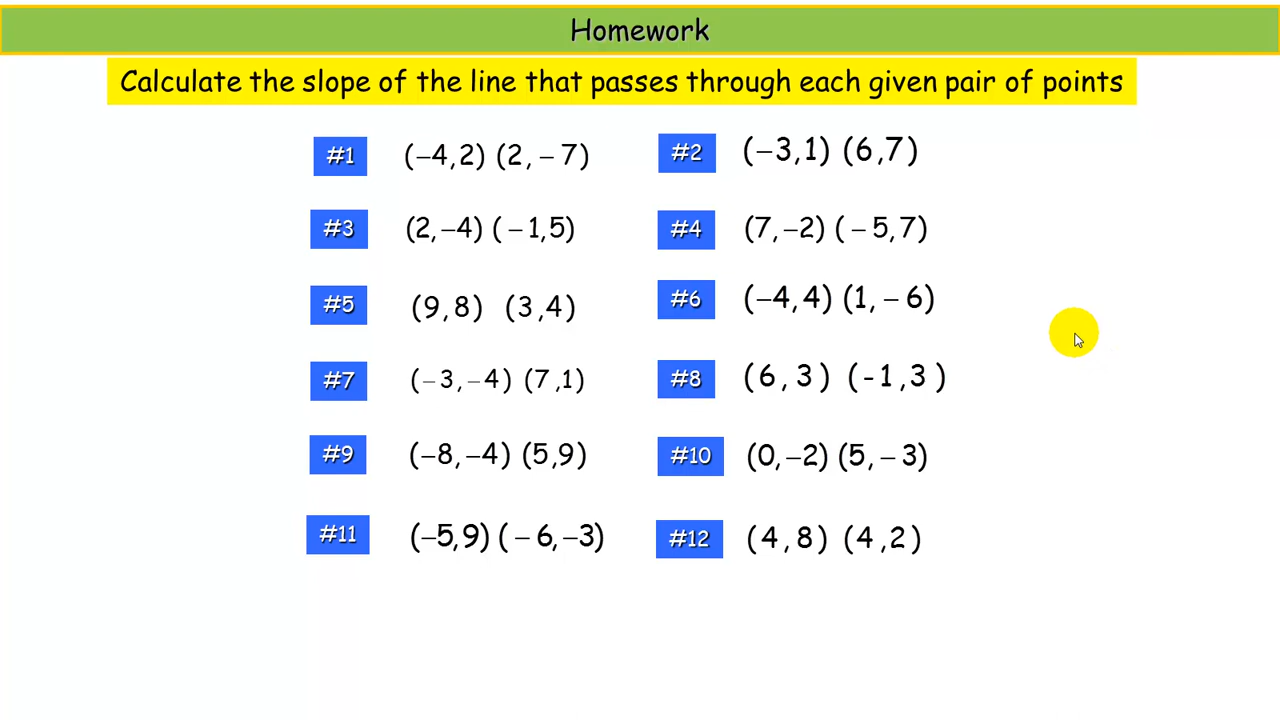 Homework
Calculate the slope of the line that passes through each given pair of points
#1 (−4,2) (2, −7) #2 (−3,1) (6,7)
#3 (2,−4) (−1,5) #4 (7,−2) (−5,7)
#5 (9,8) (3,4) #6 (−4,4) (1,−6)
#7 (−3,−4) (7,1) #8 (6,3) (-1,3)
#9 (−8,−4) (5,9) #10 (0,−2) (5,−3)
#11 (−5,9) (−6,−3) #12 (4,8) (4,2)